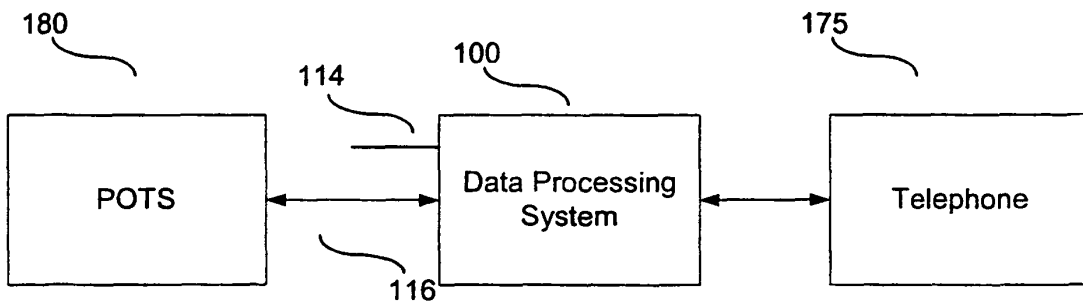 180
175
100
114
POTS
Data Processing
System
Telephone
116